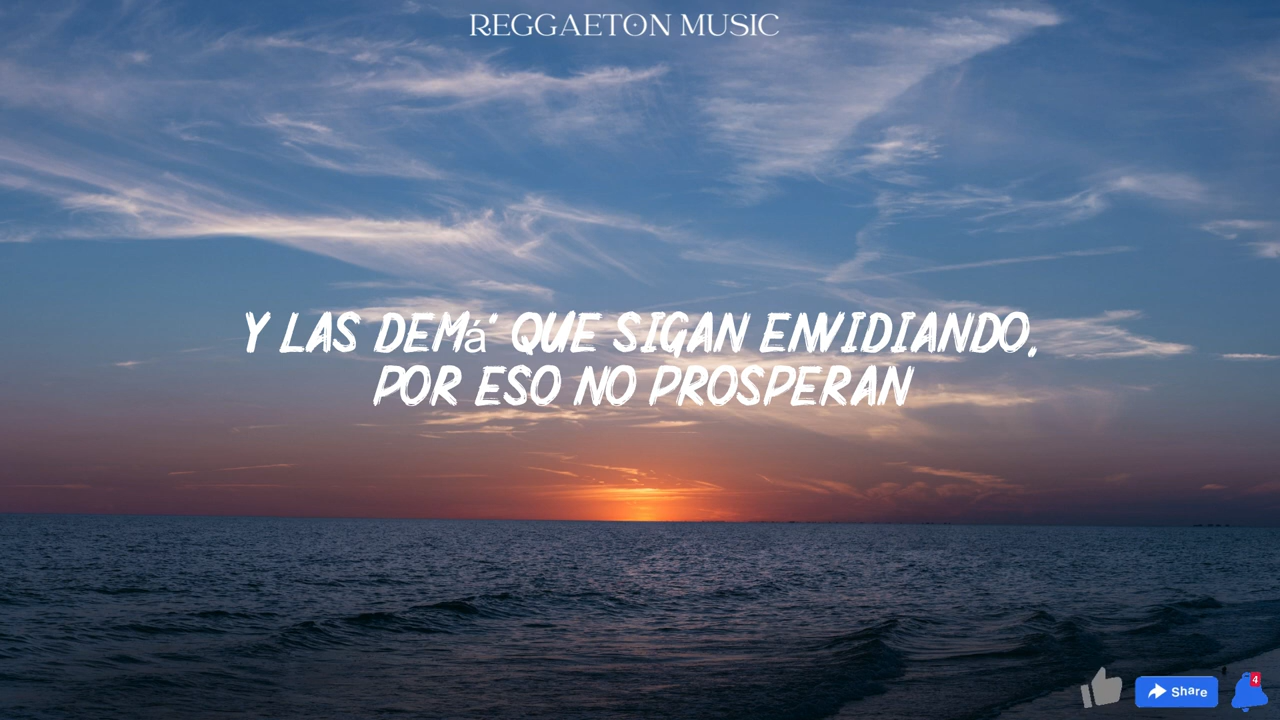 REGGAETON MUSIC
Y LAS DEMá' QUE SIGAN ENVIDIANDO,
POR ESO NO PROSPERAN
Share
4